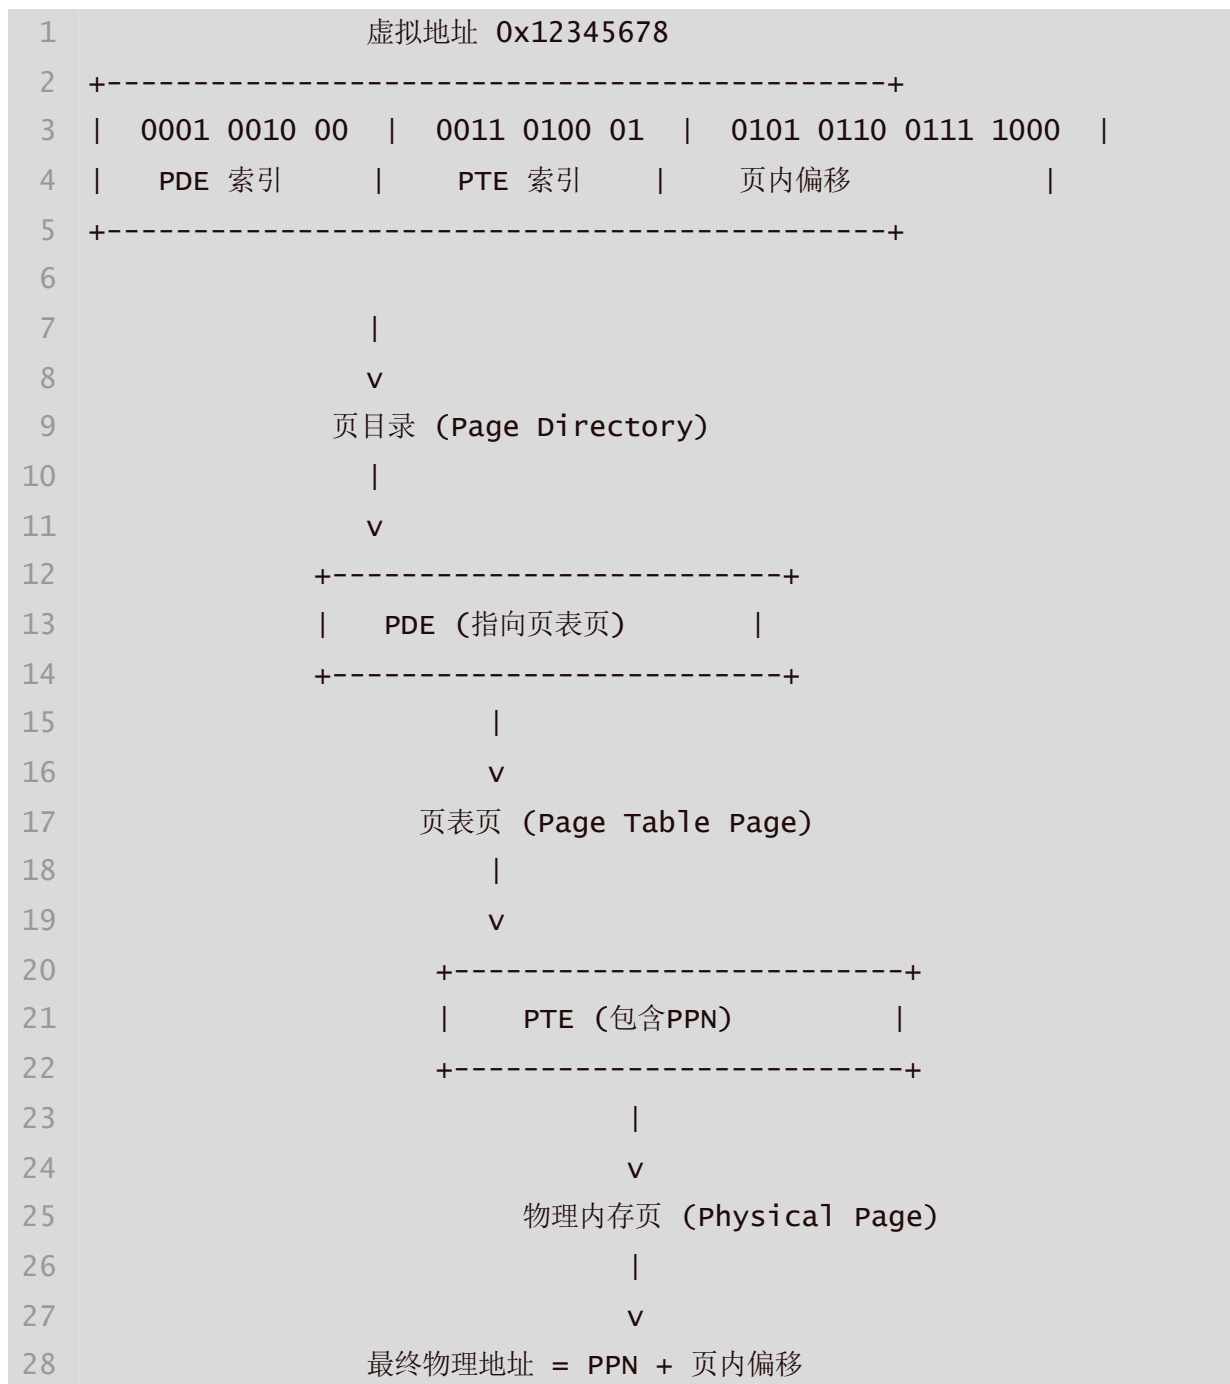 1                 虚拟地址 0x12345678
2  +---------------------------------------------+
3  |  0001 0010 00  |  0011 0100 01  |  0101 0110 0111 1000  |
4  |   PDE 索引     |    PTE 索引    |    页内偏移           |
5  +---------------------------------------------+
6
7                 |
8                 v
9               页目录 (Page Directory)
10                |
11                v
12             +--------------------------+
13             |   PDE (指向页表页)       |
14             +--------------------------+
15                       |
16                       v
17                   页表页 (Page Table Page)
18                       |
19                       v
20                    +--------------------------+
21                    |    PTE (包含PPN)         |
22                    +--------------------------+
23                               |
24                               v
25                         物理内存页 (Physical Page)
26                               |
27                               v
28                最终物理地址 = PPN + 页内偏移